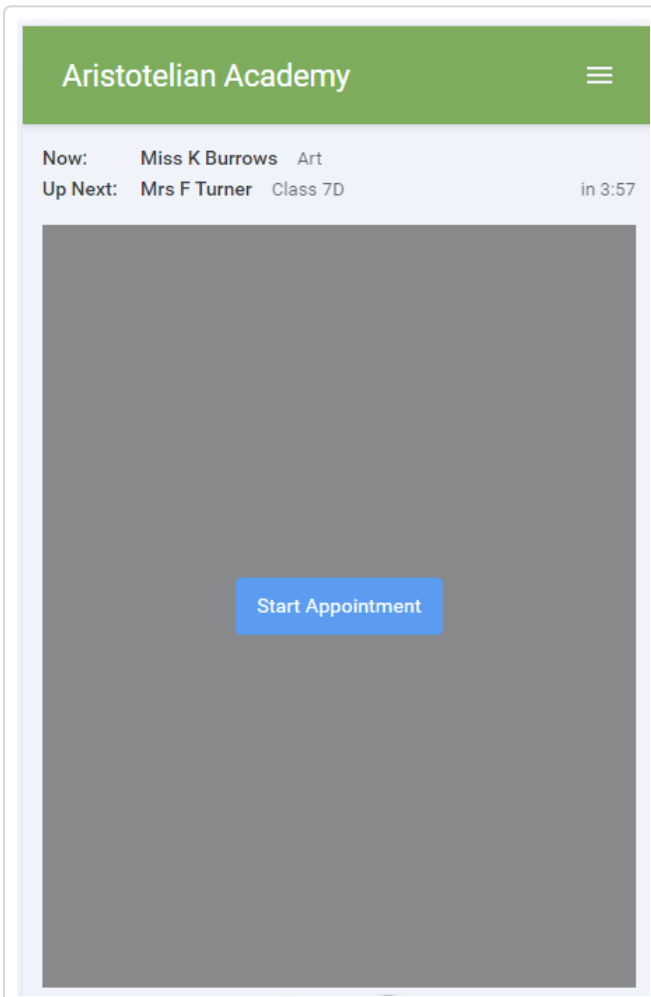 Aristotelian Academy
Now: Miss K Burrows Art
Up Next: Mrs F Turner Class 7D in 3:57
Start Appointment